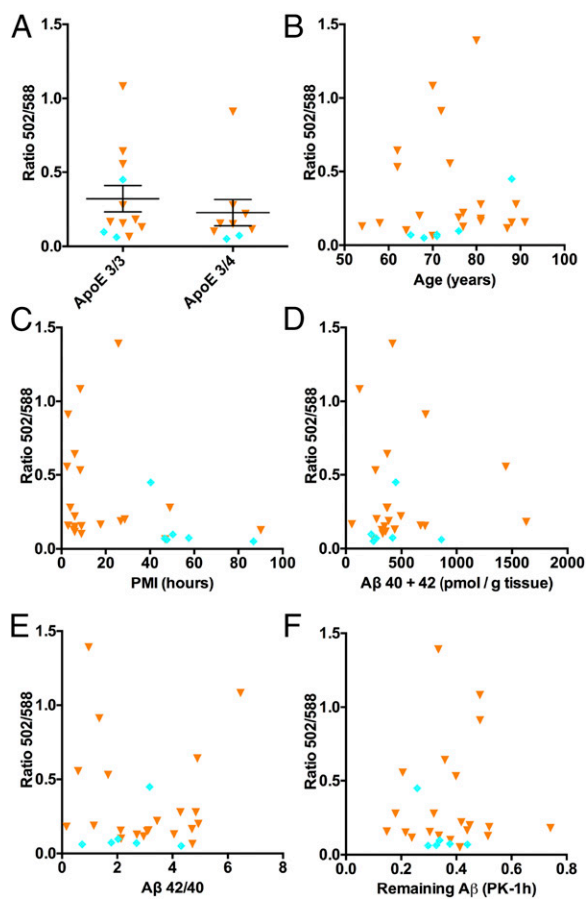 A
Ratio 502/588
1.5
1.0
0.5
0.0
ApoE 3/3
ApoE 3/4
B
Ratio 502/588
1.5
1.0
0.5
0.0
50 60 70 80 90 100
Age (years)
C
Ratio 502/588
1.5
1.0
0.5
0.0
0 20 40 60 80 100
PMI (hours)
D
Ratio 502/588
1.5
1.0
0.5
0.0
0 500 1000 1500 2000
Aβ 40 + 42 (pmol / g tissue)
E
Ratio 502/588
1.5
1.0
0.5
0
0 2 4 6 8
Aβ 42/40
F
Ratio 502/588
1.5
1.0
0.5
0.0
0.0 0.2 0.4 0.6 0.8
Remaining Aβ (PK-1h)